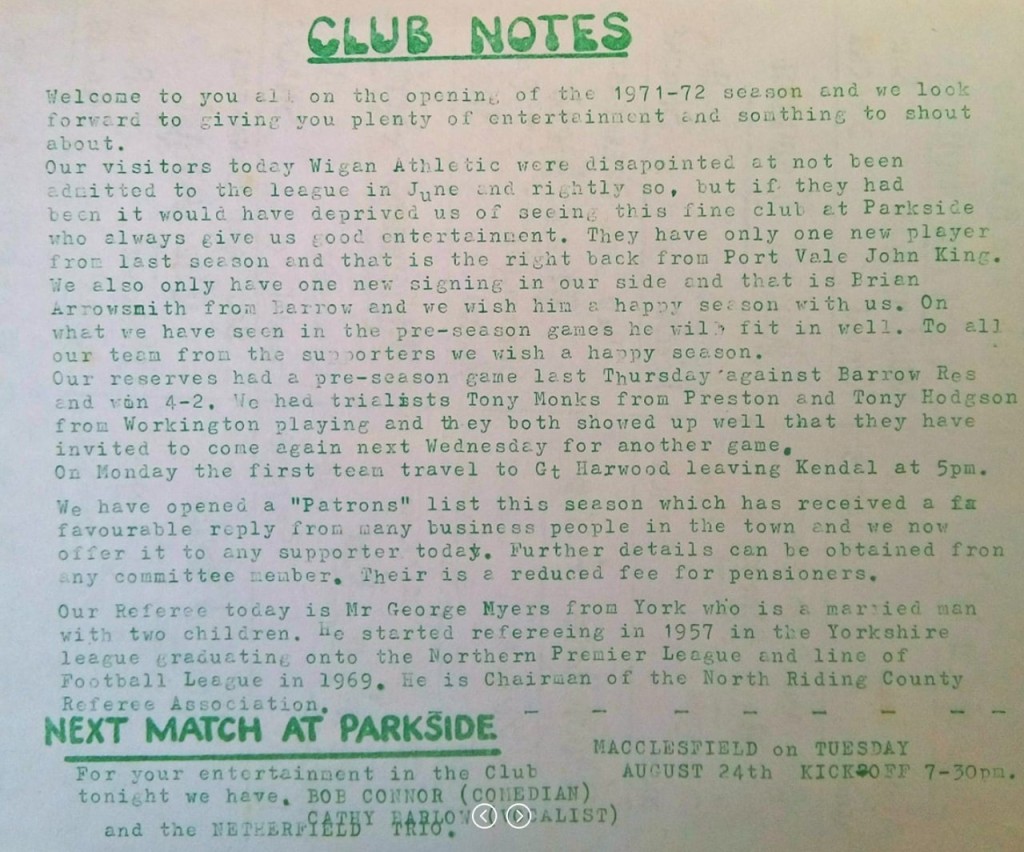 CLUB NOTES
Welcome to you all on the opening of the 1971-72 season and we look
forward to giving you plenty of entertainment and somthing to shout
about.
Our visitors today Wigan Athletic were disapointed at not been
admitted to the league in June and rightly so, but if they had
been it would have deprived us of seeing this fine club at Parkside
who always give us good entertainment. They have only one new player
from last season and that is the right back from Port Vale John King.
We also only have one new signing in our side and that is Brian
Arrowsmith from Barrow and we wish him a happy season with us. On
what we have seen in the pre-season games he will fit in well. To all
our team from the supporters we wish a happy season.
Our reserves had a pre-season game last Thursday against Barrow Res
and won 4-2. We had trialists Tony Monks from Preston and Tony Hodgson
from Workington playing and they both showed up well that they have
invited to come again next Wednesday for another game.
On Monday the first team travel to Gt Harwood leaving Kendal at 5pm.
We have opened a "Patrons" list this season which has received a fa
favourable reply from many business people in the town and we now
offer it to any supporter today. Further details can be obtained fron
any committee member. Their is a reduced fee for pensioners.
Our Referee today is Mr George Myers from York who is a married man
with two children. He started refereeing in 1957 in the Yorkshire
league graduating onto the Northern Premier League and line of
Football League in 1969. He is Chairman of the North Riding County
Referee Association. - - - - - - - -
NEXT MATCH AT PARKSIDE
MACCLESFIELD on TUESDAY
AUGUST 24th KICK-OFF 7-30pm.
For your entertainment in the Club
tonight we have. BOB CONNOR (COMEDIAN)
CATHY BARLOW (VOCALIST)
and the NETHERFIELD TRIO.